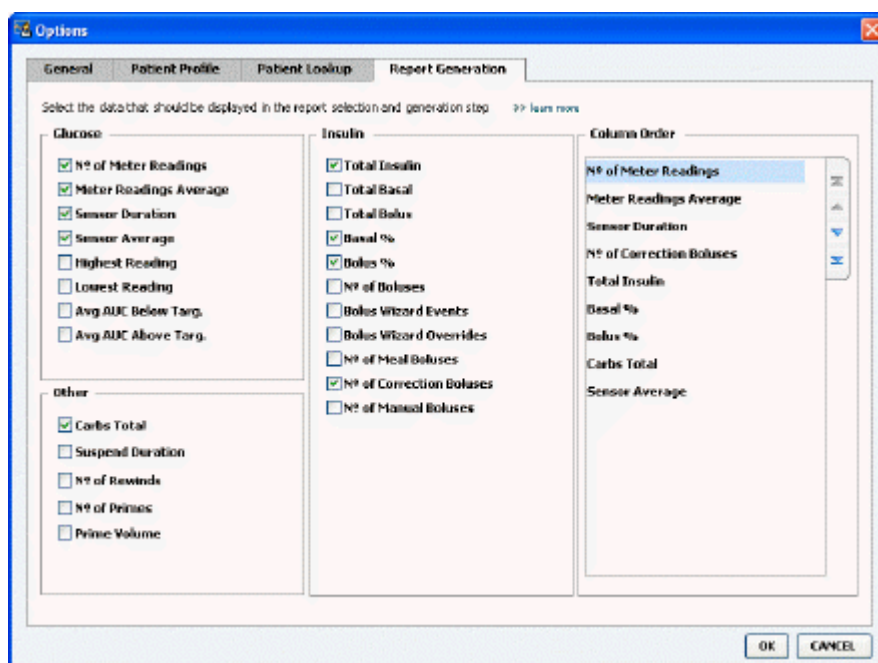 Options
General
Patient Profile
Patient Lookup
Report Generation
Select the data that should be displayed in the report selection and generation step >> learn more
Glucose
Nº of Meter Readings
Meter Readings Average
Sensor Duration
Sensor Average
Highest Reading
Lowest Reading
Avg AUC Below Targ.
Avg AUC Above Targ.
Other
Carbs Total
Suspend Duration
Nº of Rewinds
Nº of Primes
Prime Volume
Insulin
Total Insulin
Total Basal
Total Bolus
Basal %
Bolus %
Nº of Boluses
Bolus Wizard Events
Bolus Wizard Overrides
Nº of Meal Boluses
Nº of Correction Boluses
Nº of Manual Boluses
Column Order
Nº of Meter Readings
Meter Readings Average
Sensor Duration
Nº of Correction Boluses
Total Insulin
Basal %
Bolus %
Carbs Total
Sensor Average
OK
CANCEL